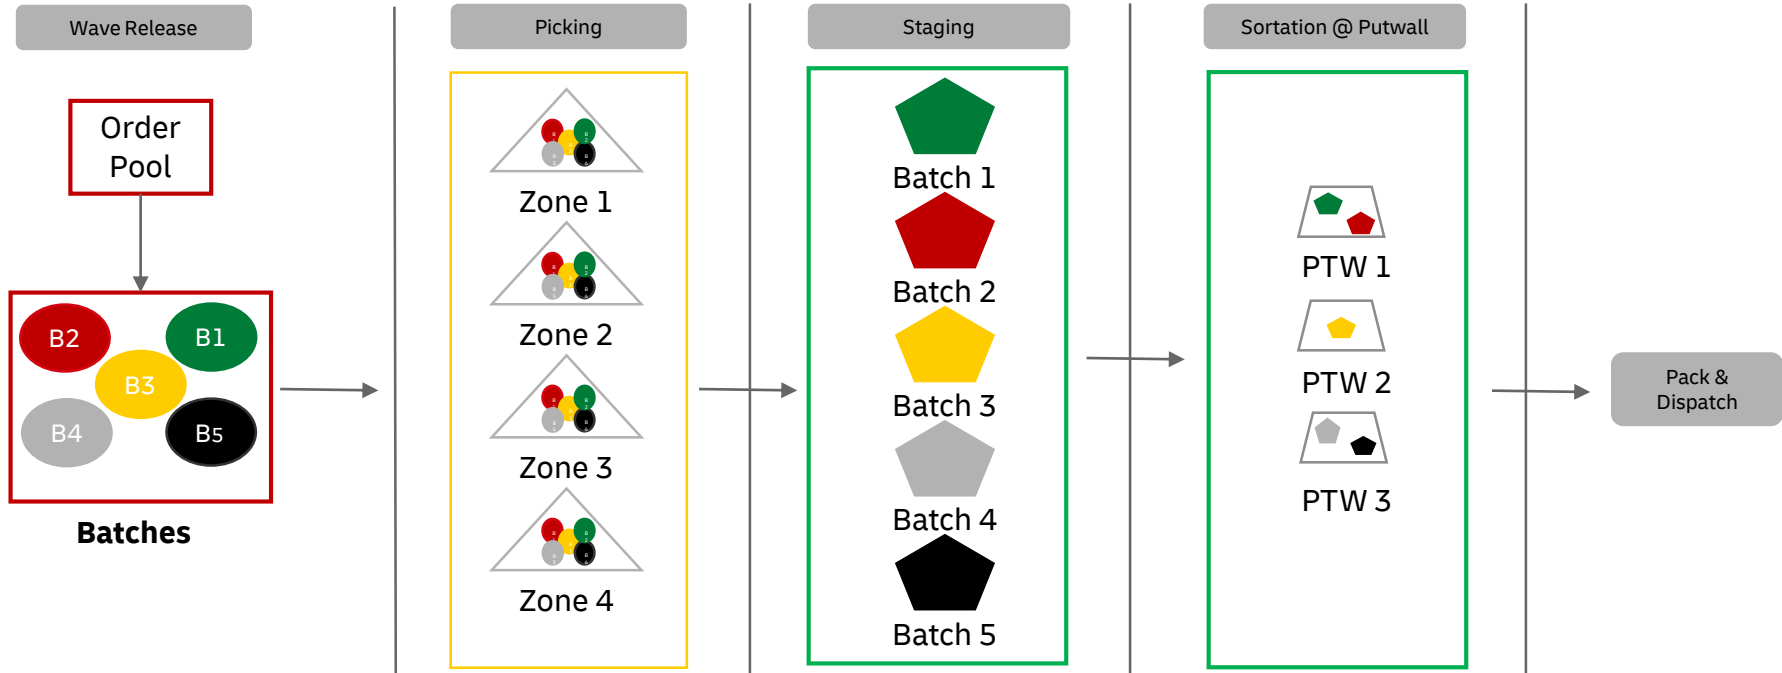 Wave Release
Picking
Staging
Sortation @ Putwall
Order
Pool
B2
B1
B3
B4
B5
Batches
Zone 1
Zone 2
Zone 3
Zone 4
Batch 1
Batch 2
Batch 3
Batch 4
Batch 5
PTW 1
PTW 2
PTW 3
Pack &
Dispatch